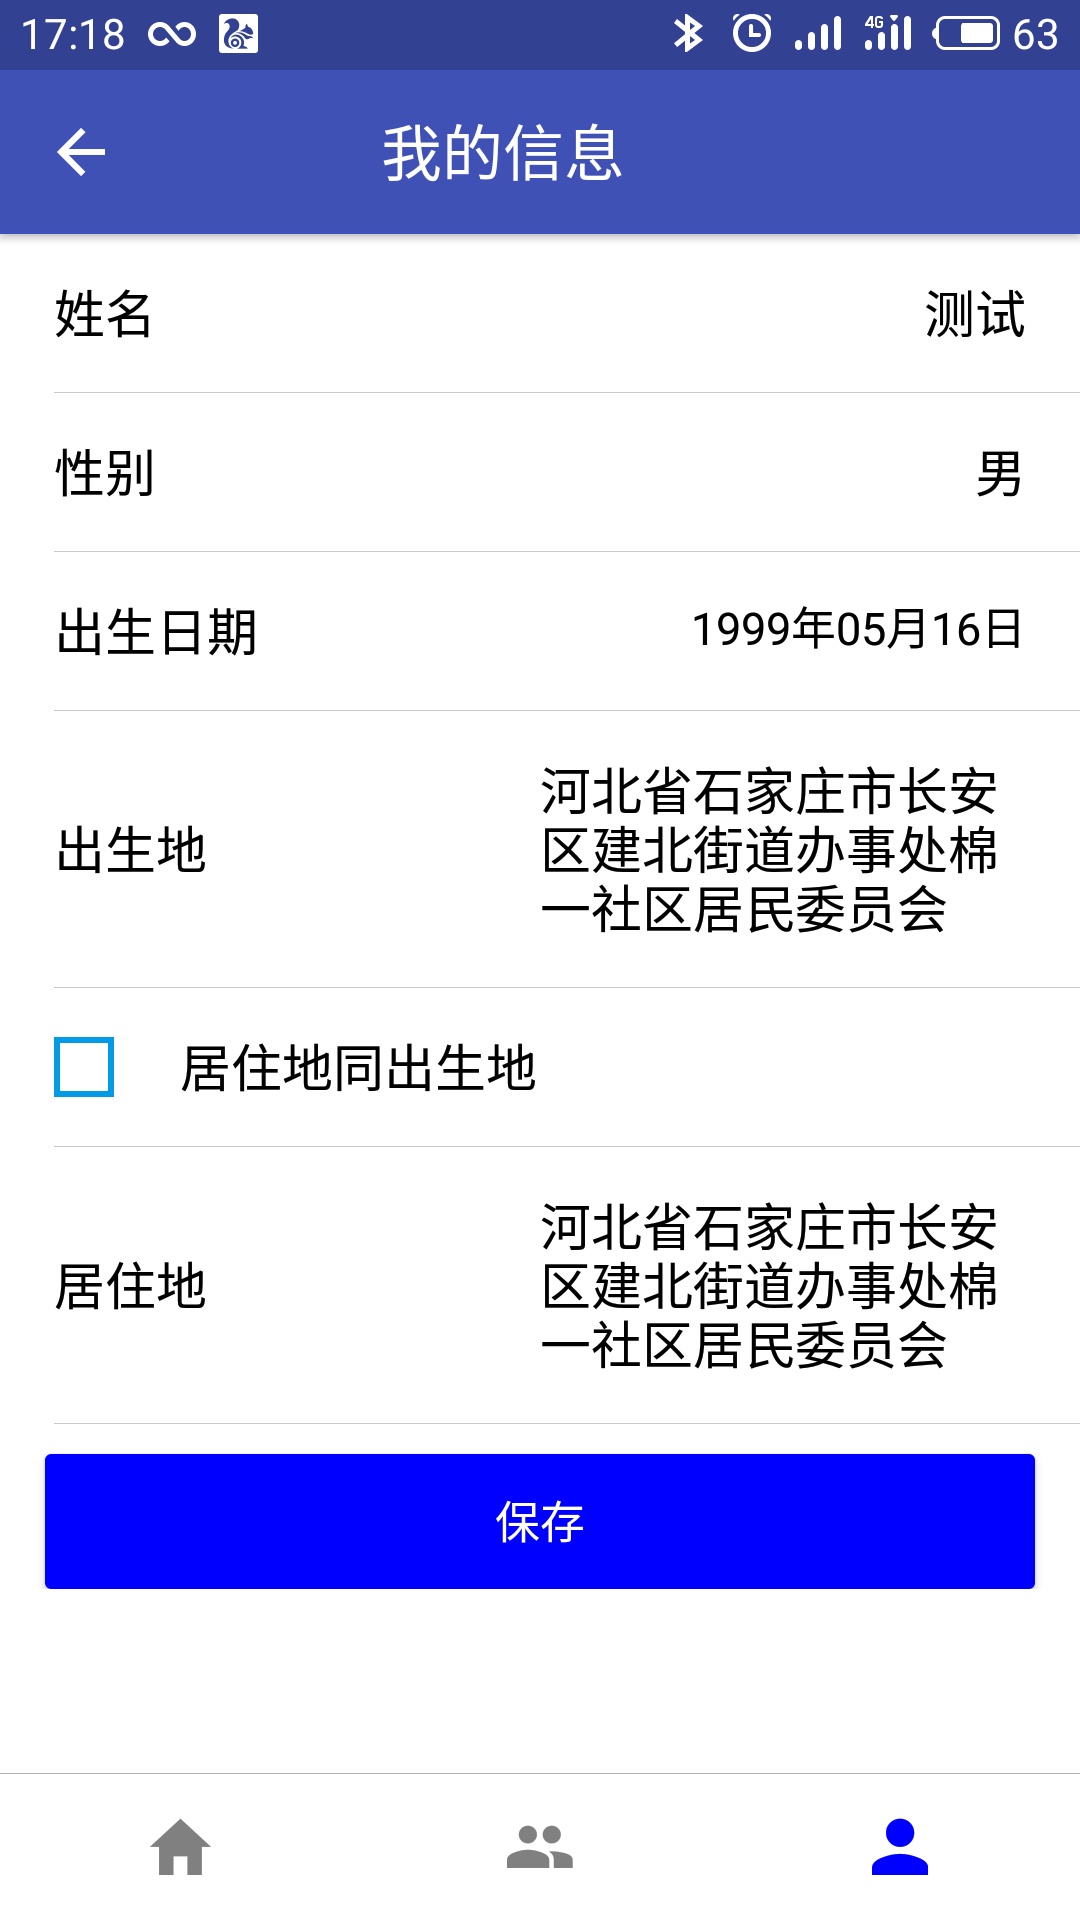 17:18
4G
63
我的信息
姓名
测试
性别
男
出生日期
1999年05月16日
出生地
河北省石家庄市长安
区建北街道办事处棉
一社区居民委员会
居住地同出生地
居住地
河北省石家庄市长安
区建北街道办事处棉
一社区居民委员会
保存